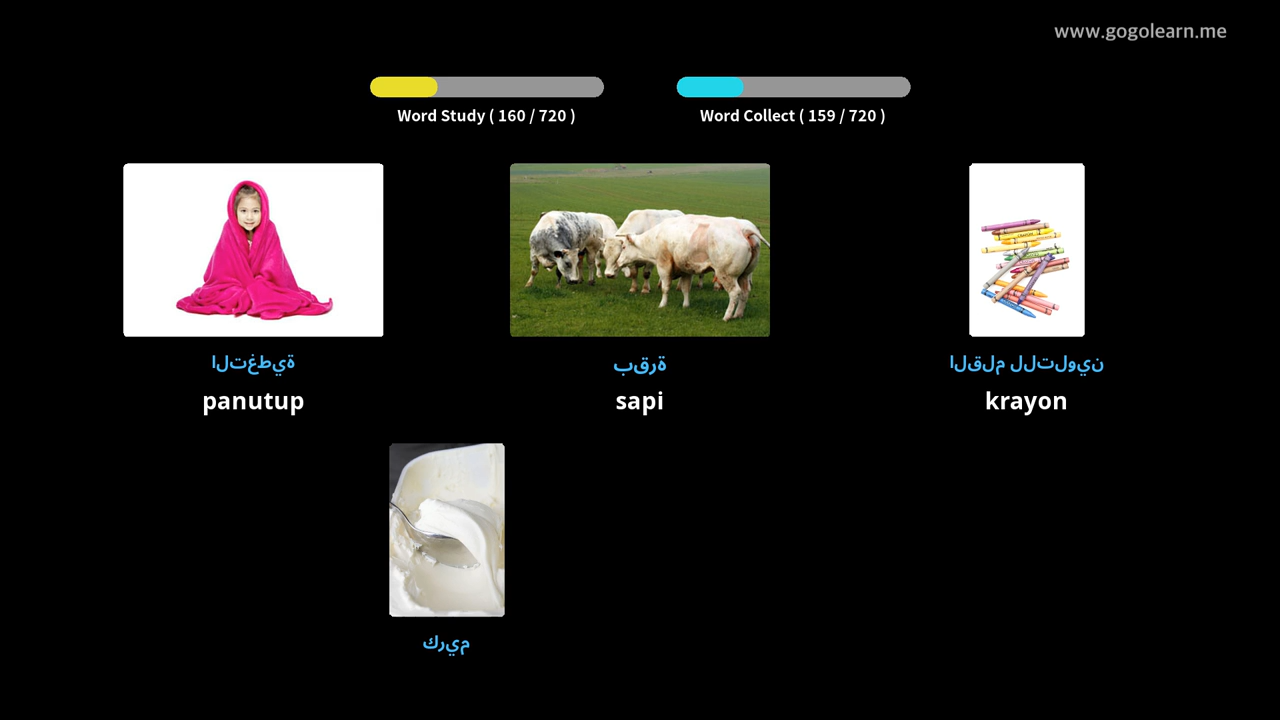 www.gogolearn.me
Word Study ( 160 / 720 )
Word Collect ( 159 / 720 )
التغطية
panutup
بقرة
sapi
القلم للتلوين
krayon
كريم